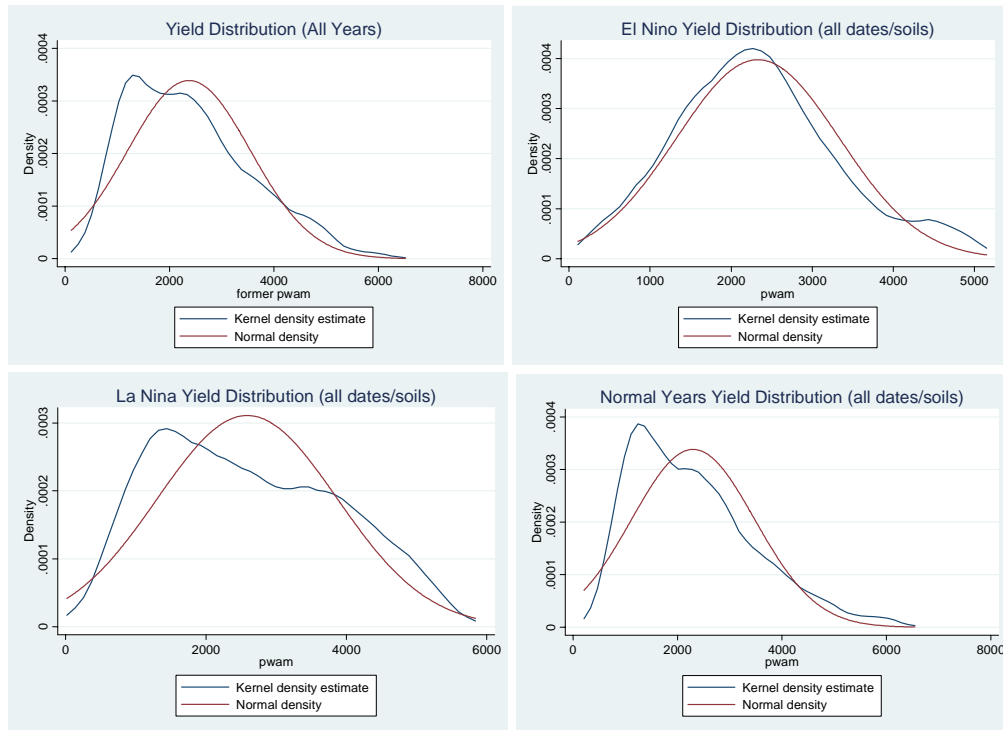 Yield Distribution (All Years)
Density
0 .0001 .0002 .0003 .0004
0 2000 4000 6000 8000
former pwam
Kernel density estimate
Normal density
El Nino Yield Distribution (all dates/soils)
Density
0 .0001 .0002 .0003 .0004
0 1000 2000 3000 4000 5000
pwam
Kernel density estimate
Normal density
La Nina Yield Distribution (all dates/soils)
Density
0 .0001 .0002 .0003
0 2000 4000 6000
pwam
Kernel density estimate
Normal density
Normal Years Yield Distribution (all dates/soils)
Density
0 .0001 .0002 .0003 .0004
0 2000 4000 6000 8000
pwam
Kernel density estimate
Normal density